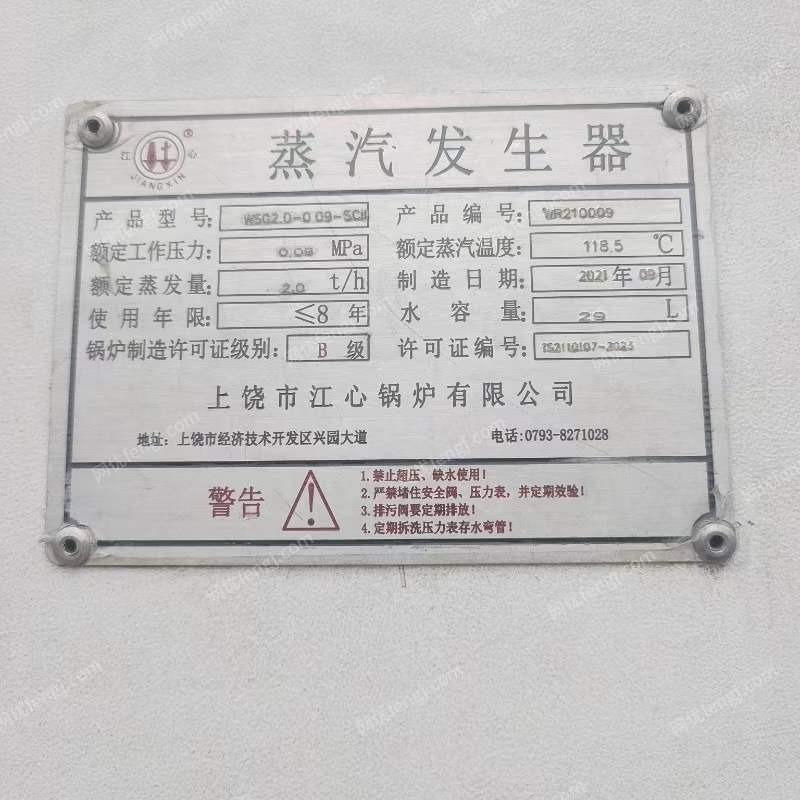 江心
JIANGXIN
®
蒸汽发生器
产品型号: WSG2.0-0.09-SCII 产品编号: WR210009
额定工作压力: 0.09 MPa 额定蒸汽温度: 118.5 ℃
额定蒸发量: 2.0 t/h 制造日期: 2021年09月
使用年限: ≤8 年 水容量: 29 L
锅炉制造许可证级别: B 级 许可证编号: TS2110107-2023
上饶市江心锅炉有限公司
地址: 上饶市经济技术开发区兴园大道 电话:0793-8271028
警告
1.禁止超压、缺水使用!
2.严禁堵住安全阀、压力表,并定期效验!
3.排污阀要定期排放!
4.定期拆洗压力表存水弯管!